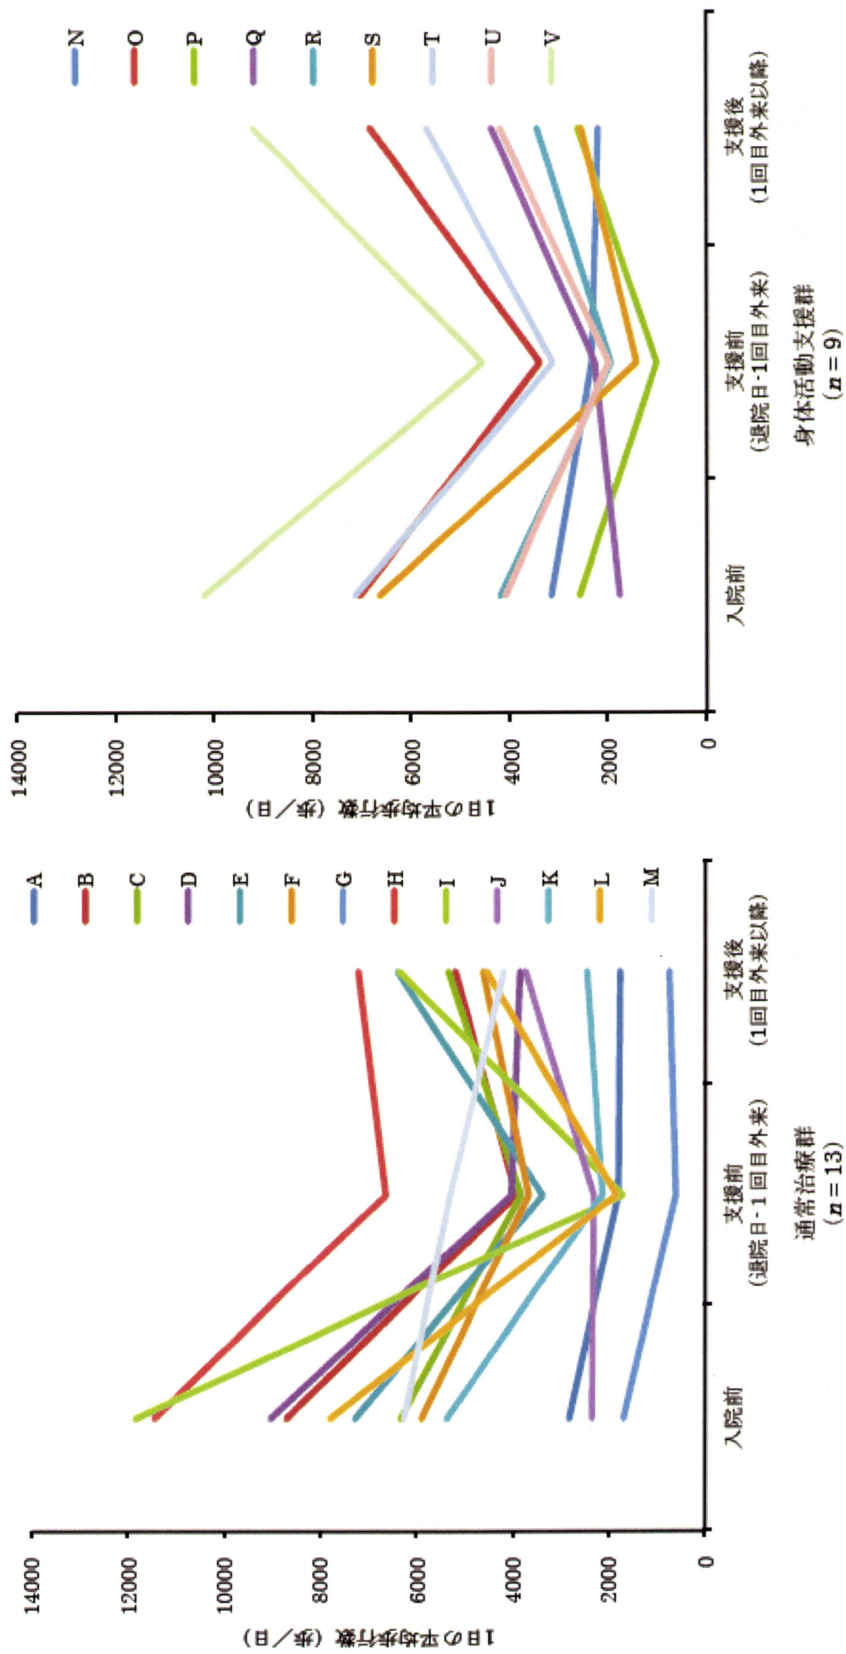 14000
12000
10000
8000
6000
4000
2000
0
1日の平均歩行数 (歩/日)
入院前
支援前
(退院日-1回目外来)
支援後
(1回目外来以降)
通常治療群
(n = 13)
A
B
C
D
E
F
G
H
I
J
K
L
M
14000
12000
10000
8000
6000
4000
2000
0
1日の平均歩行数 (歩/日)
入院前
支援前
(退院日-1回目外来)
支援後
(1回目外来以降)
身体活動支援群
(n = 9)
N
O
P
Q
R
S
T
U
V